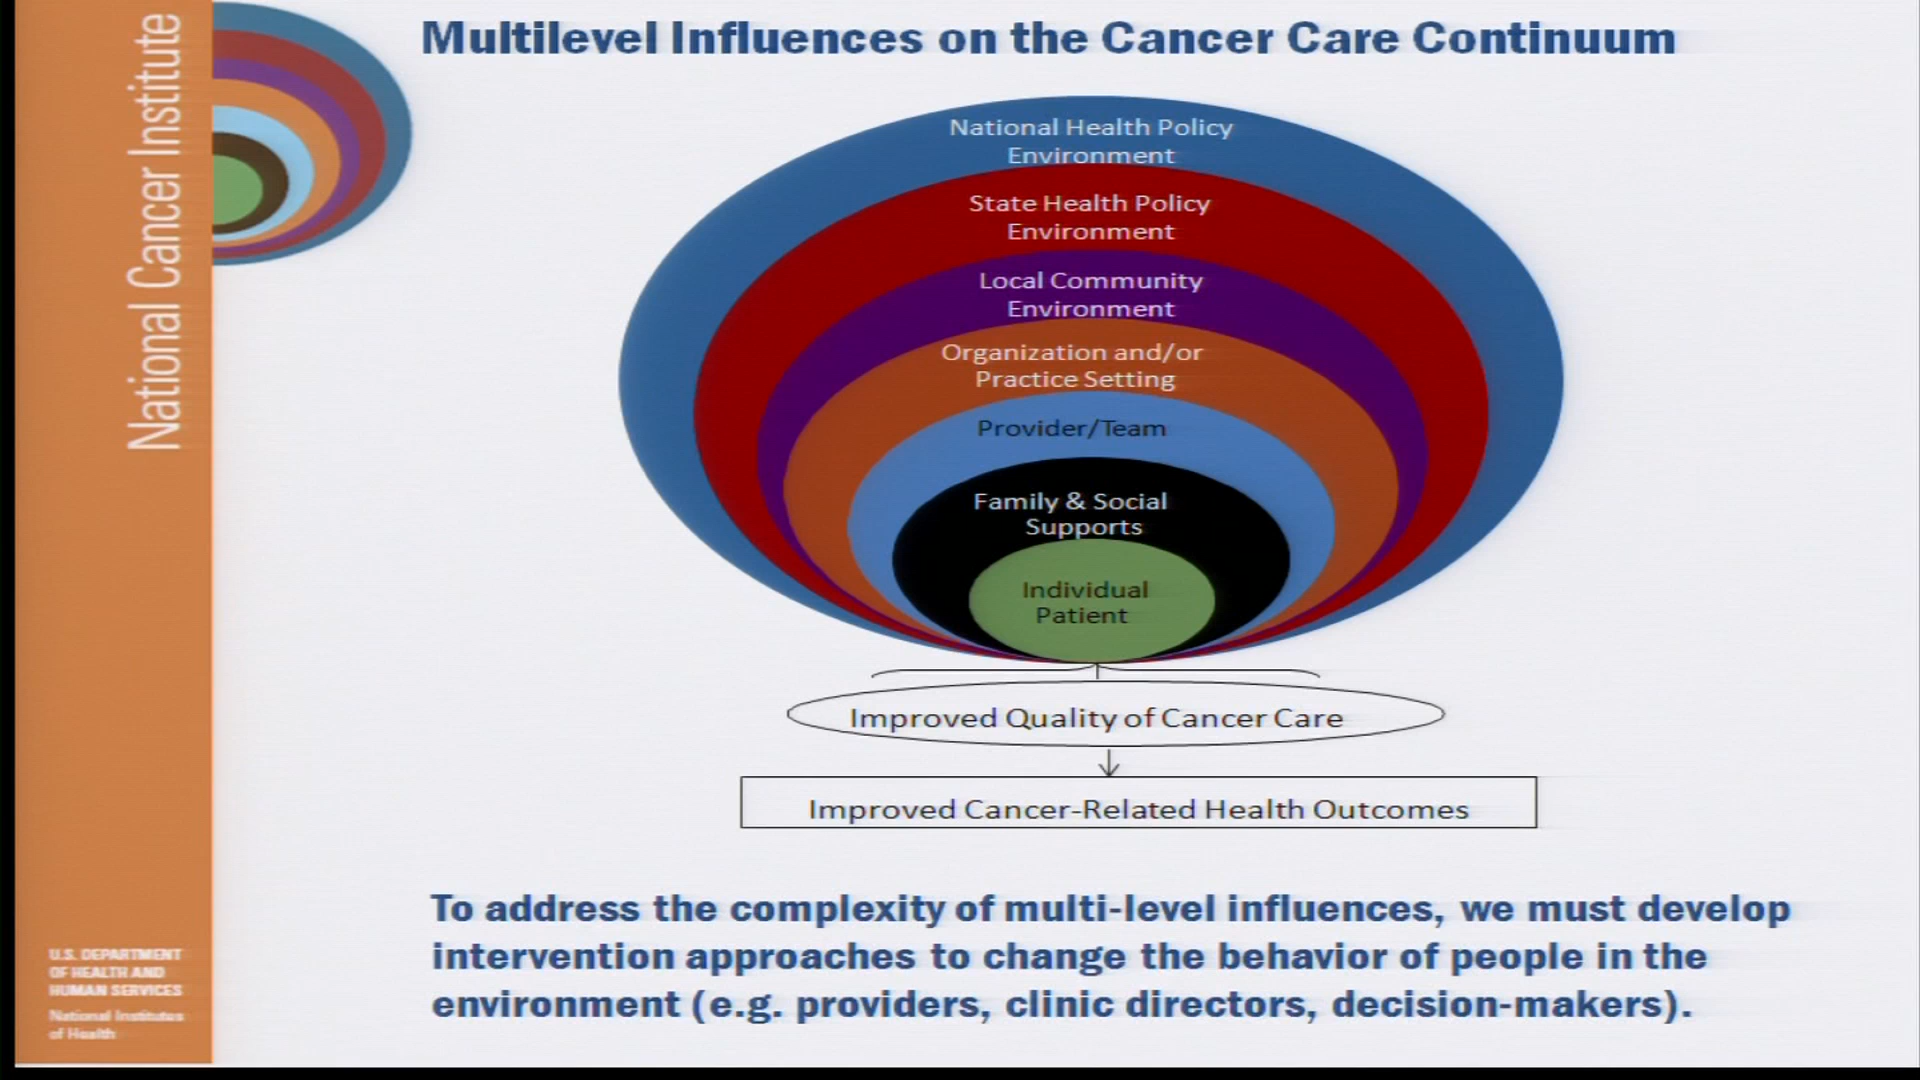 National Cancer Institute
Multilevel Influences on the Cancer Care Continuum
National Health Policy
Environment
State Health Policy
Environment
Local Community
Environment
Organization and/or
Practice Setting
Provider/Team
Family & Social
Supports
Individual
Patient
Improved Quality of Cancer Care
Improved Cancer-Related Health Outcomes
To address the complexity of multi-level influences, we must develop
intervention approaches to change the behavior of people in the
environment (e.g. providers, clinic directors, decision-makers).
U.S. DEPARTMENT
OF HEALTH AND
HUMAN SERVICES
National Institutes
of Health